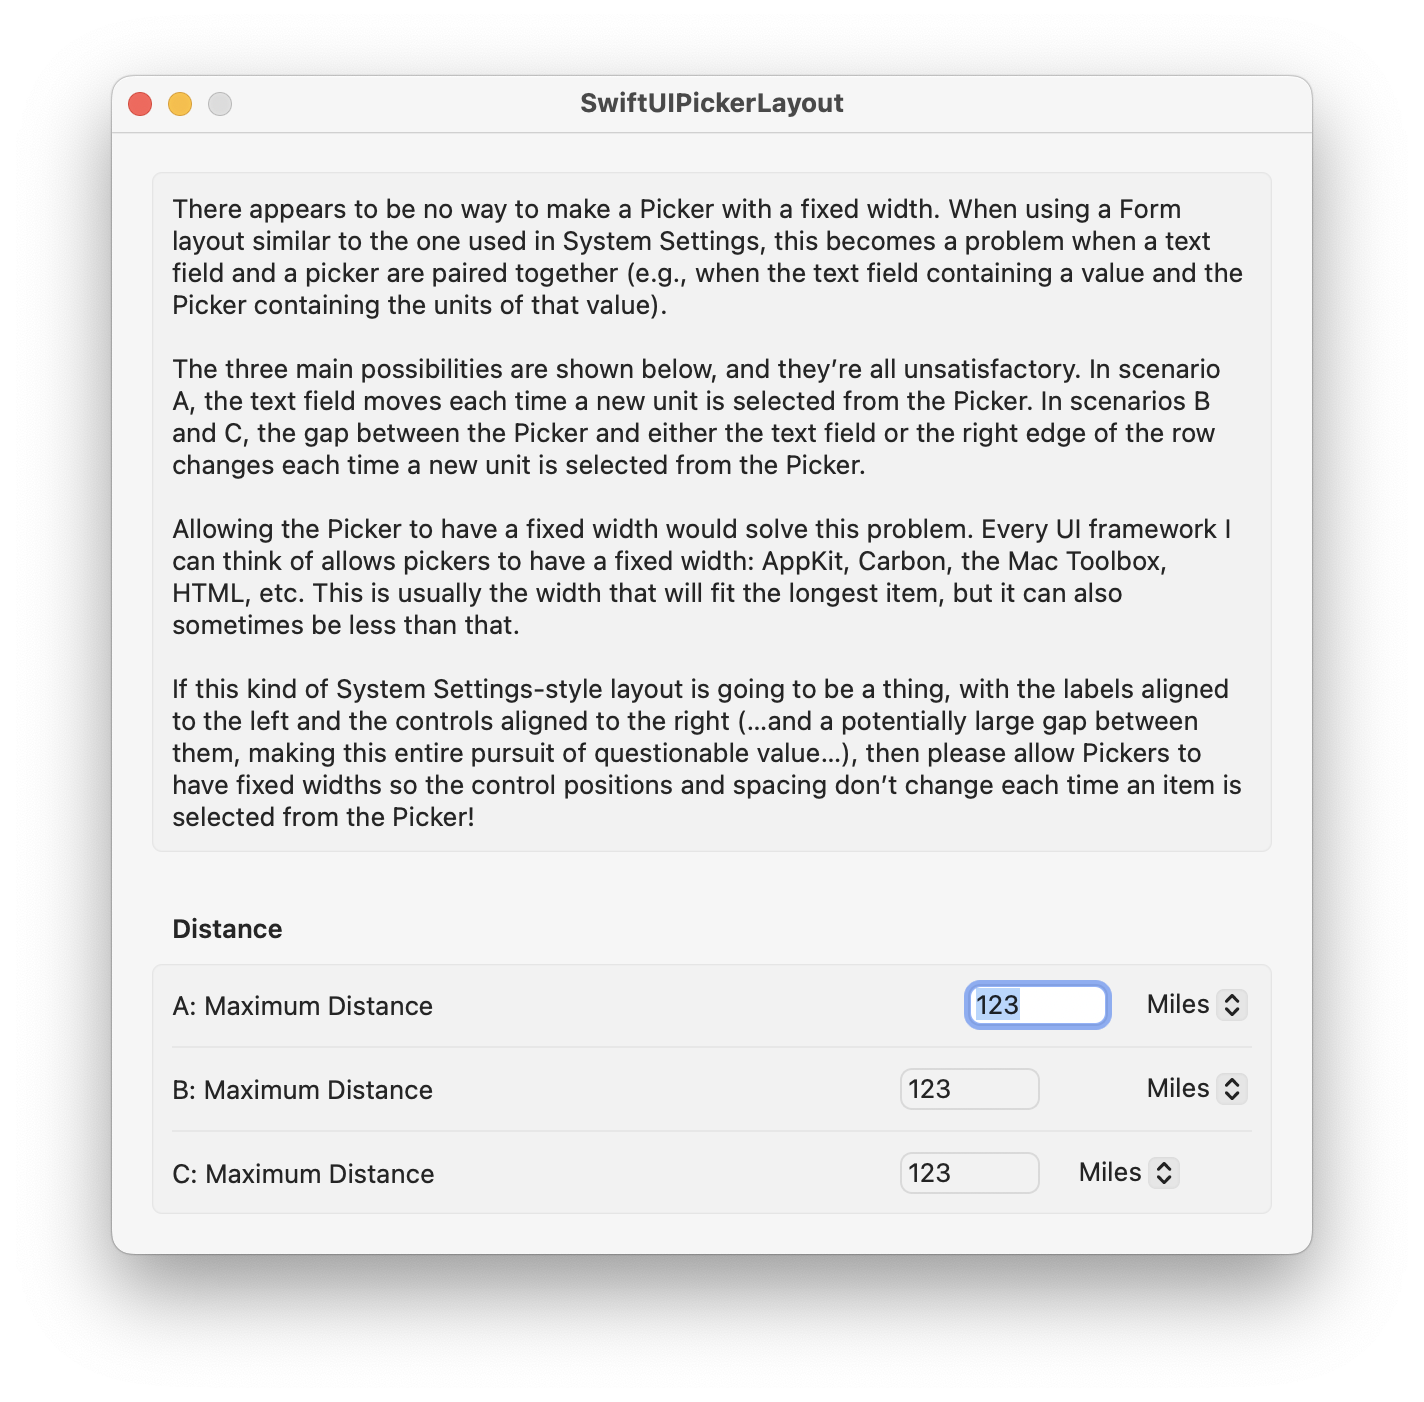 SwiftUIPickerLayout
There appears to be no way to make a Picker with a fixed width. When using a Form
layout similar to the one used in System Settings, this becomes a problem when a text
field and a picker are paired together (e.g., when the text field containing a value and the
Picker containing the units of that value).
The three main possibilities are shown below, and they’re all unsatisfactory. In scenario
A, the text field moves each time a new unit is selected from the Picker. In scenarios B
and C, the gap between the Picker and either the text field or the right edge of the row
changes each time a new unit is selected from the Picker.
Allowing the Picker to have a fixed width would solve this problem. Every UI framework I
can think of allows pickers to have a fixed width: AppKit, Carbon, the Mac Toolbox,
HTML, etc. This is usually the width that will fit the longest item, but it can also
sometimes be less than that.
If this kind of System Settings-style layout is going to be a thing, with the labels aligned
to the left and the controls aligned to the right (…and a potentially large gap between
them, making this entire pursuit of questionable value…), then please allow Pickers to
have fixed widths so the control positions and spacing don’t change each time an item is
selected from the Picker!
Distance
A: Maximum Distance 123 Miles
B: Maximum Distance 123 Miles
C: Maximum Distance 123 Miles